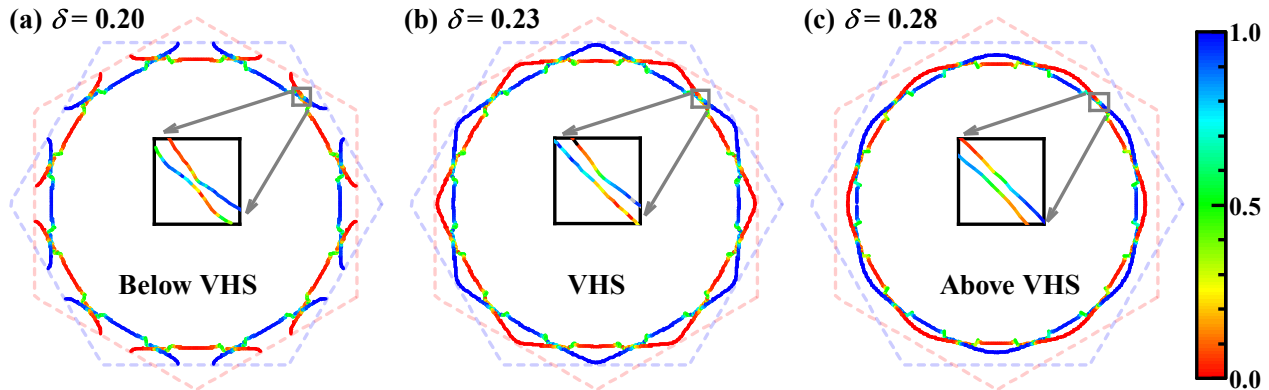 (a) δ = 0.20
(b) δ = 0.23
(c) δ = 0.28
1.0
0.5
0.0
Below VHS
VHS
Above VHS